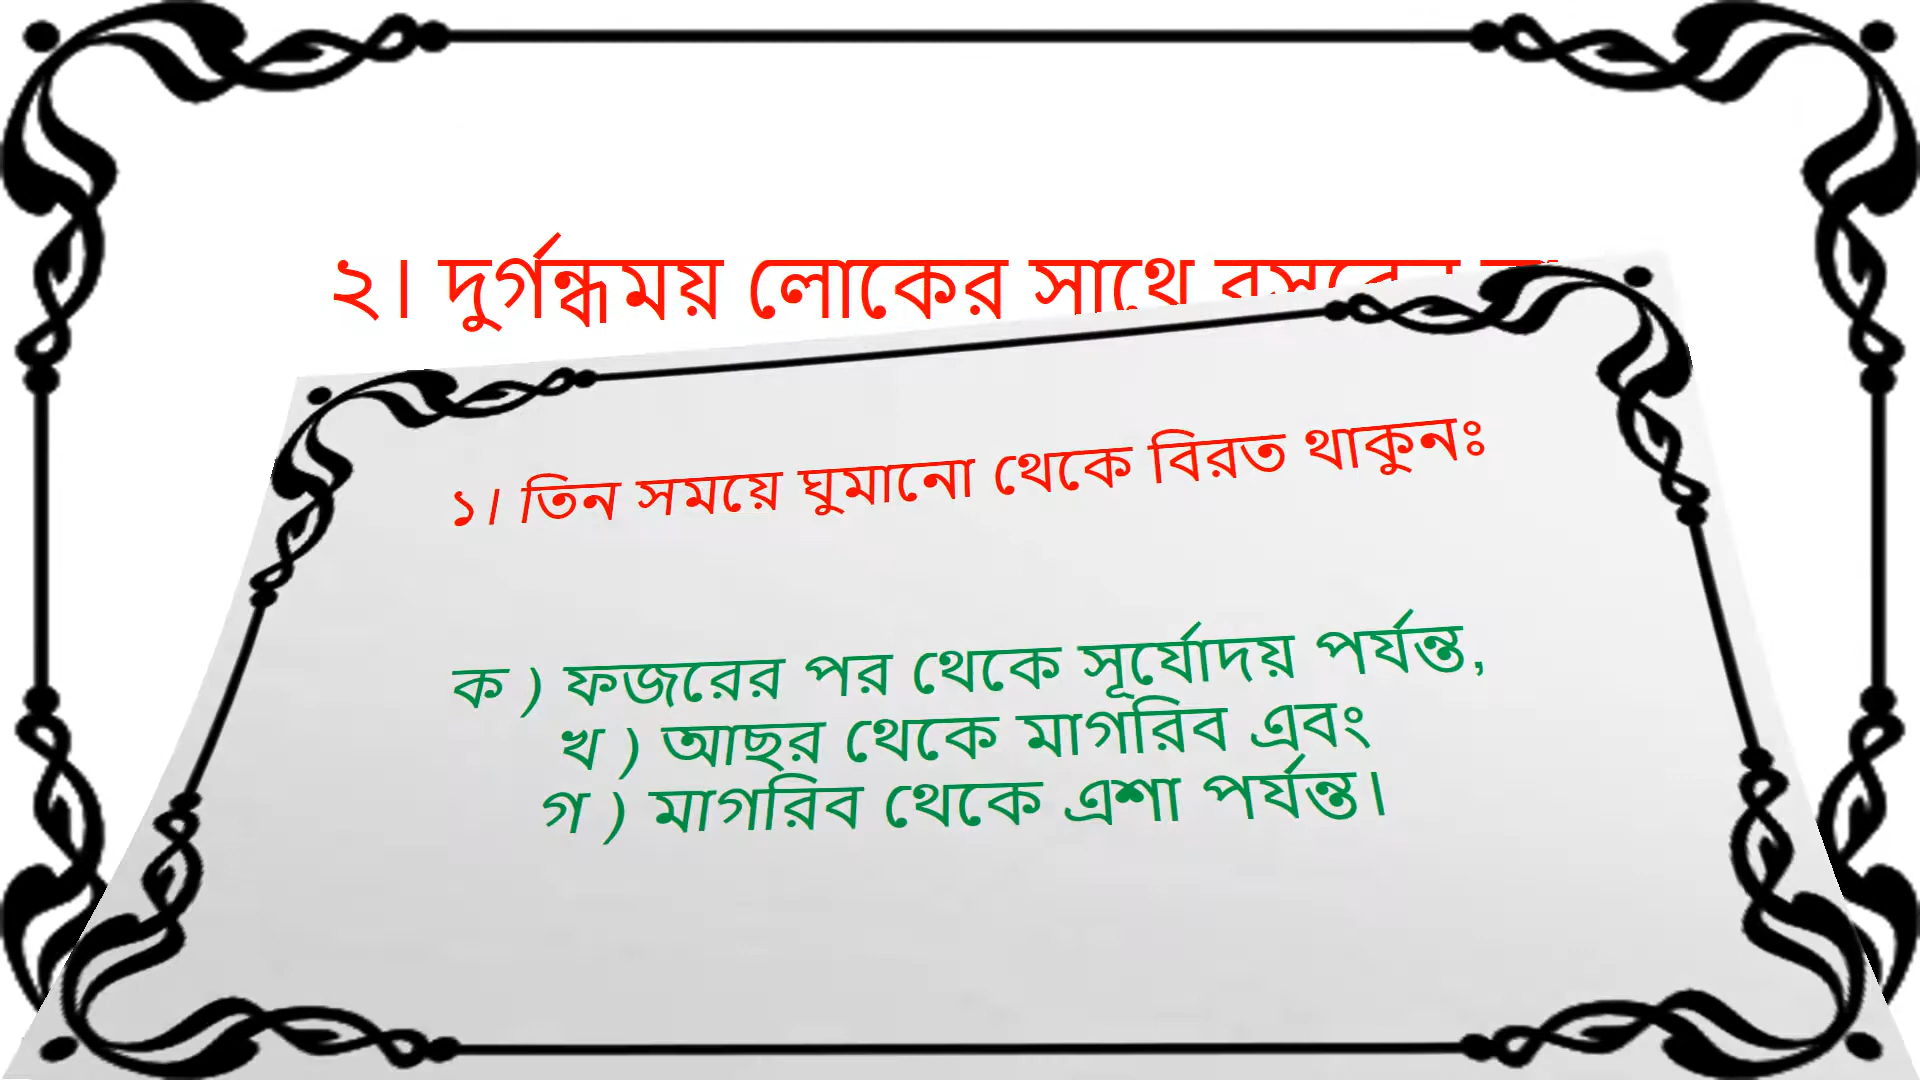 ২। দুর্গন্ধময় লোকের সাথে
১। তিন সময়ে ঘুমানো থেকে বিরত থাকুনঃ
ক ) ফজরের পর থেকে সূর্যোদয় পর্যন্ত,
খ ) আছর থেকে মাগরিব এবং
গ ) মাগরিব থেকে এশা পর্যন্ত।